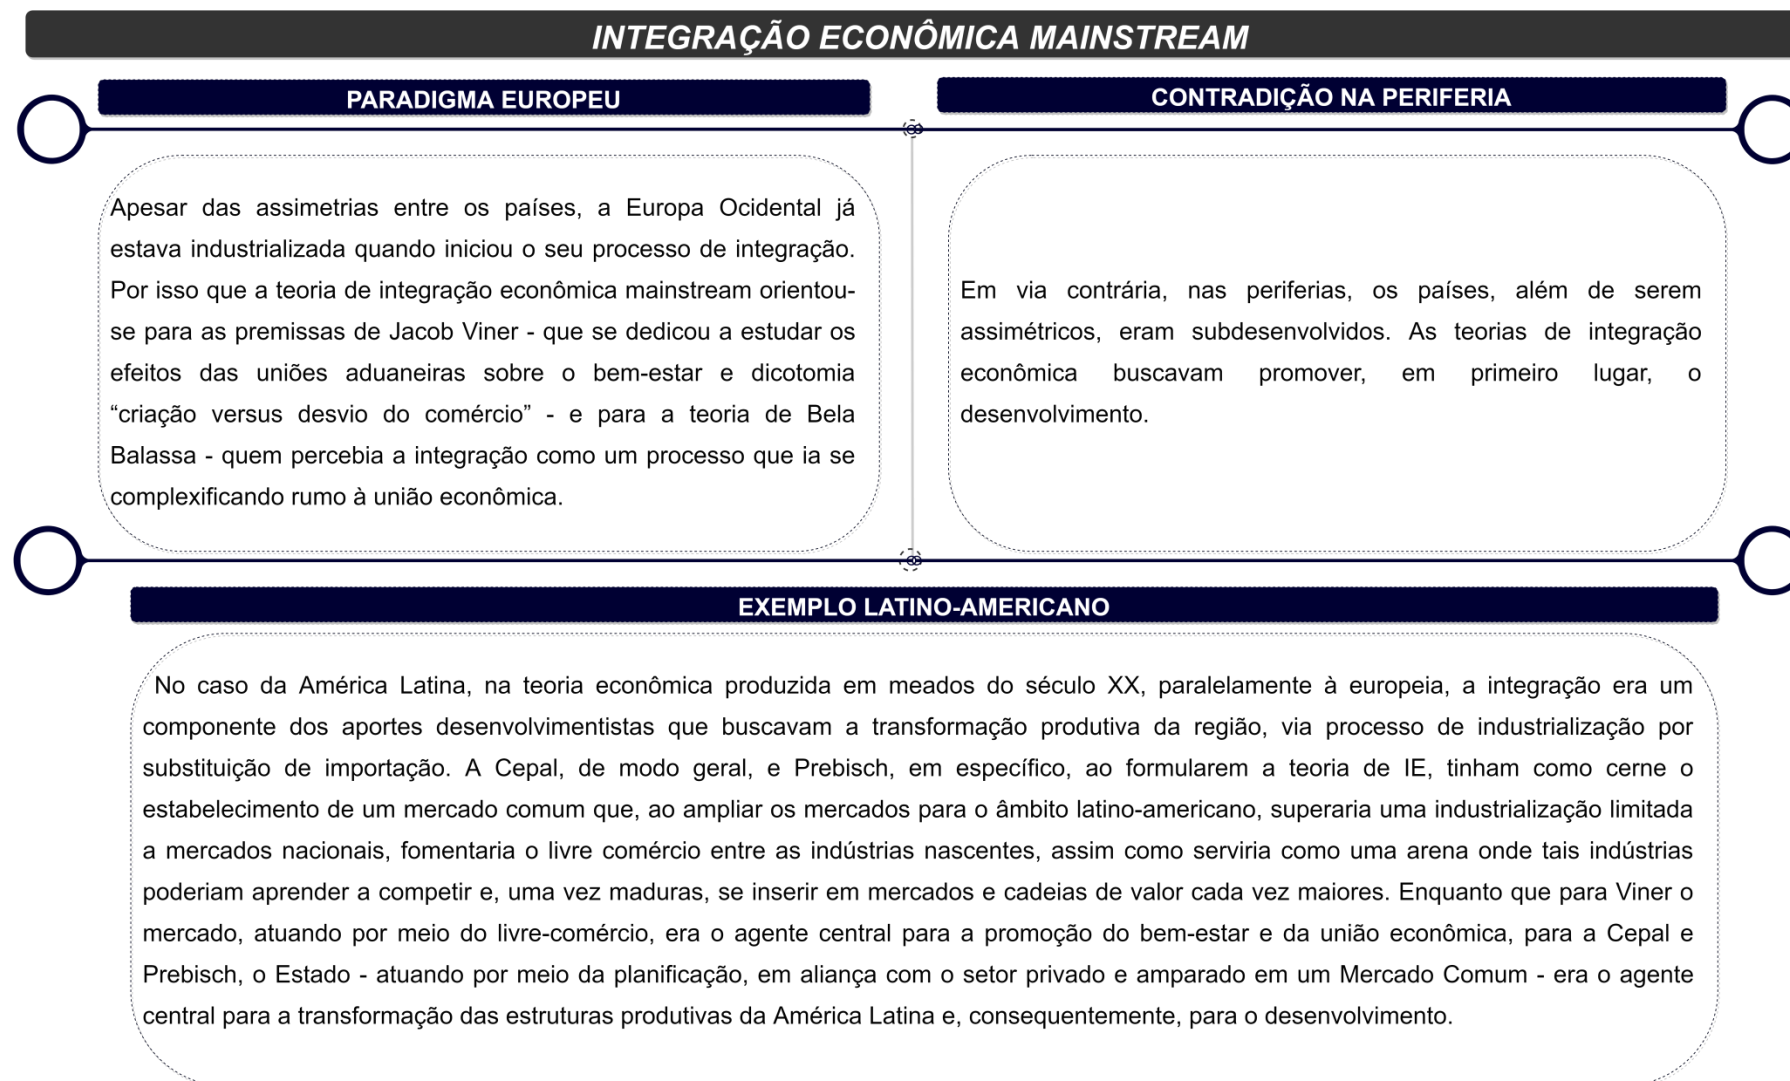 INTEGRAÇÃO ECONÔMICA MAINSTREAM
PARADIGMA EUROPEU
Apesar das assimetrias entre os países, a Europa Ocidental já
estava industrializada quando iniciou o seu processo de integração.
Por isso que a teoria de integração econômica mainstream orientou-
se para as premissas de Jacob Viner - que se dedicou a estudar os
efeitos das uniões aduaneiras sobre o bem-estar e dicotomia
“criação versus desvio do comércio” - e para a teoria de Bela
Balassa - quem percebia a integração como um processo que ia se
complexificando rumo à união econômica.
CONTRADIÇÃO NA PERIFERIA
Em via contrária, nas periferias, os países, além de serem
assimétricos, eram subdesenvolvidos. As teorias de integração
econômica buscavam promover, em primeiro lugar, o
desenvolvimento.
EXEMPLO LATINO-AMERICANO
No caso da América Latina, na teoria econômica produzida em meados do século XX, paralelamente à europeia, a integração era um
componente dos aportes desenvolvimentistas que buscavam a transformação produtiva da região, via processo de industrialização por
substituição de importação. A Cepal, de modo geral, e Prebisch, em específico, ao formularem a teoria de IE, tinham como cerne o
estabelecimento de um mercado comum que, ao ampliar os mercados para o âmbito latino-americano, superaria uma industrialização limitada
a mercados nacionais, fomentaria o livre comércio entre as indústrias nascentes, assim como serviria como uma arena onde tais indústrias
poderiam aprender a competir e, uma vez maduras, se inserir em mercados e cadeias de valor cada vez maiores. Enquanto que para Viner o
mercado, atuando por meio do livre-comércio, era o agente central para a promoção do bem-estar e da união econômica, para a Cepal e
Prebisch, o Estado - atuando por meio da planificação, em aliança com o setor privado e amparado em um Mercado Comum - era o agente
central para a transformação das estruturas produtivas da América Latina e, consequentemente, para o desenvolvimento.